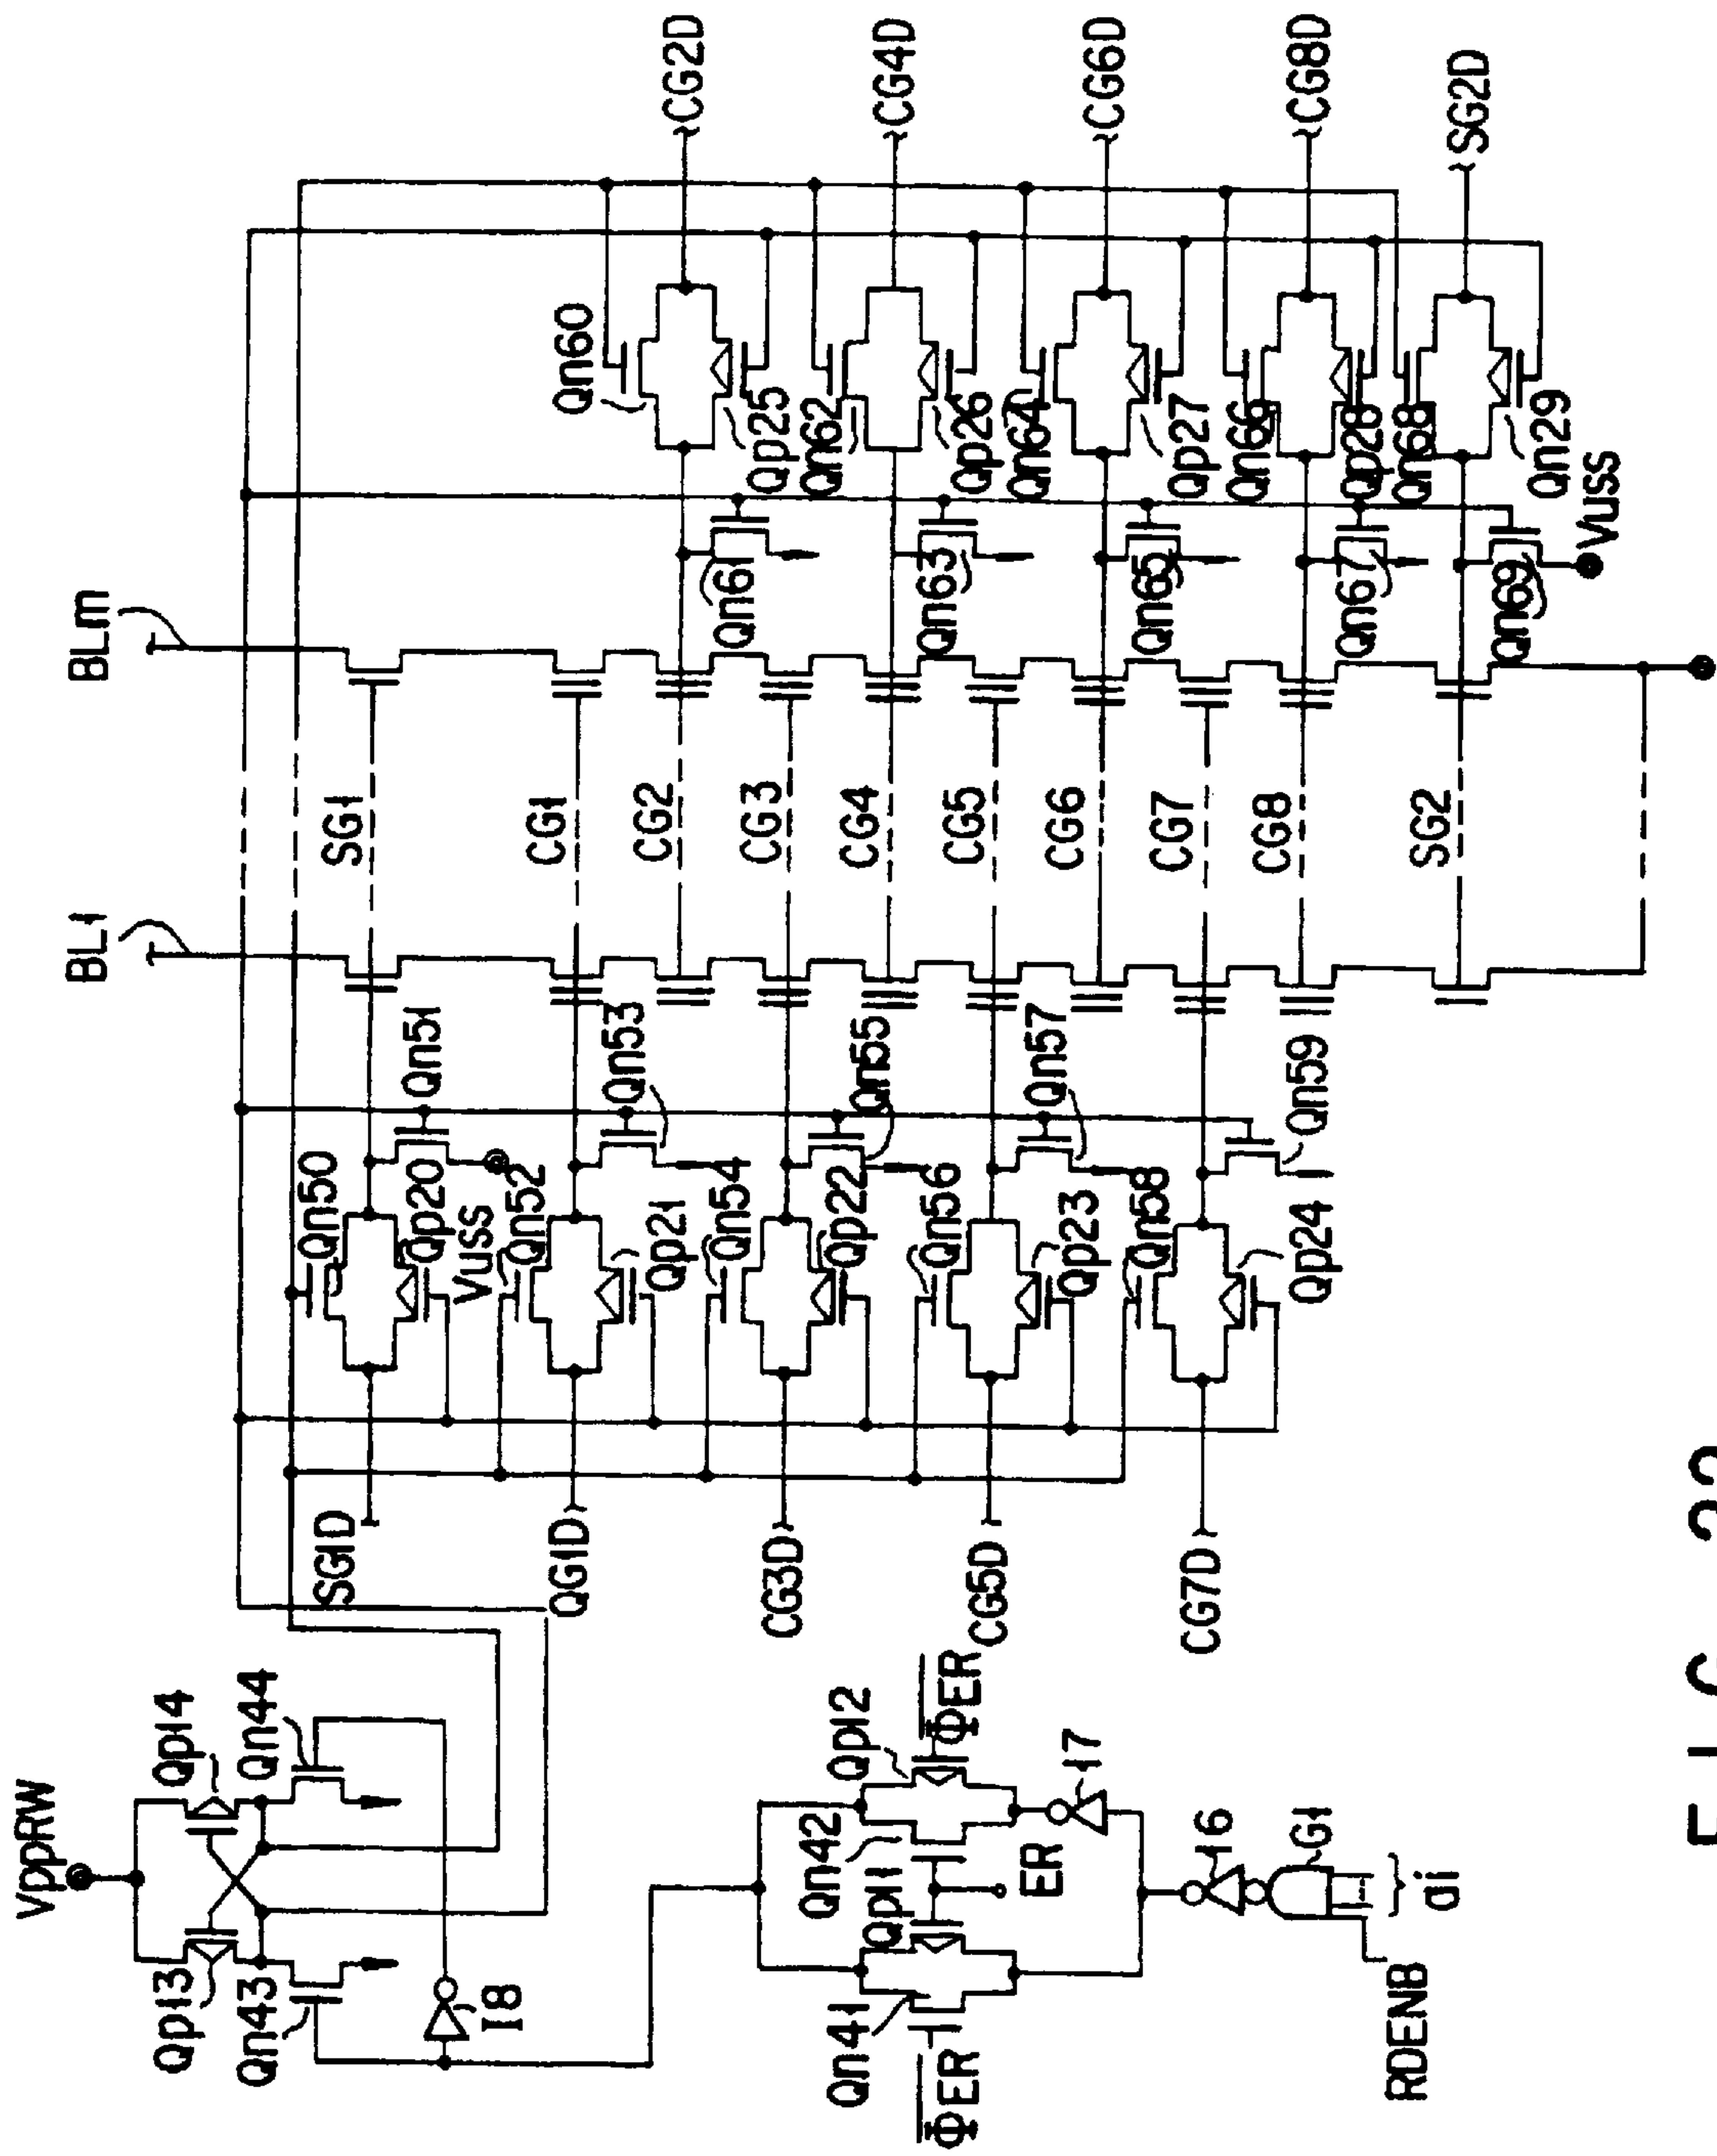 VppRW
Qp13
Qp14
Qn43
Qn44
I8
Qn41
Qp11
Qn42
Qp12
ER
ΦER
ΦER
I7
I6
G1
ai
RDENB
BL1
BLm
SG1D
QG1D
CG3D
CG5D
CG7D
Qn50
Qp20
Vuss
Qn51
Qn52
Qp21
Qn53
Qn54
Qp22
Qn55
Qn56
Qp23
Qn57
Qn58
Qp24
Qn59
SG1
CG1
CG2
CG3
CG4
CG5
CG6
CG7
CG8
SG2
Qn60
Qp25
Qn61
Qn62
Qp26
Qn63
Qn64
Qp27
Qn65
Qn66
Qp28
Qn67
Qn68
Qn29
Qn69
Vuss
CG2D
CG4D
CG6D
CG8D
SG2D